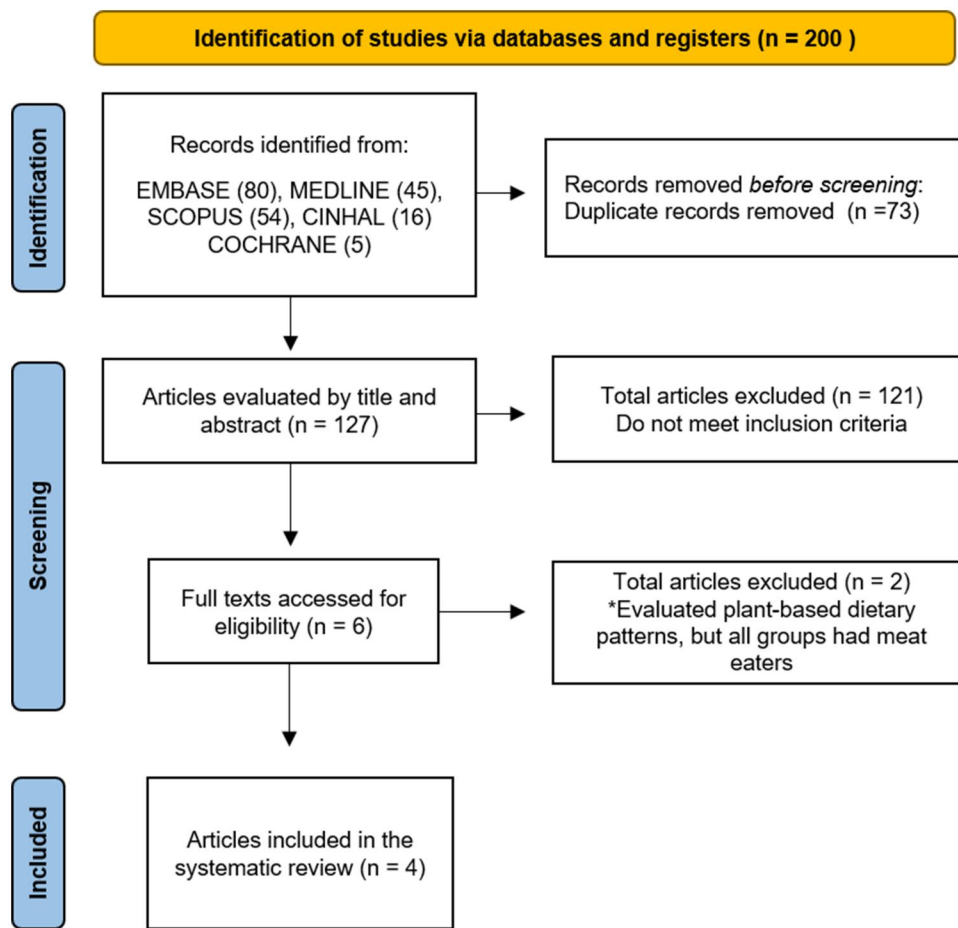 Identification of studies via databases and registers (n = 200 )
Identification
Records identified from:
EMBASE (80), MEDLINE (45),
SCOPUS (54), CINHAL (16)
COCHRANE (5)
Records removed before screening:
Duplicate records removed (n =73)
Screening
Articles evaluated by title and
abstract (n = 127)
Total articles excluded (n = 121)
Do not meet inclusion criteria
Full texts accessed for
eligibility (n = 6)
Total articles excluded (n = 2)
*Evaluated plant-based dietary
patterns, but all groups had meat
eaters
Included
Articles included in the
systematic review (n = 4)